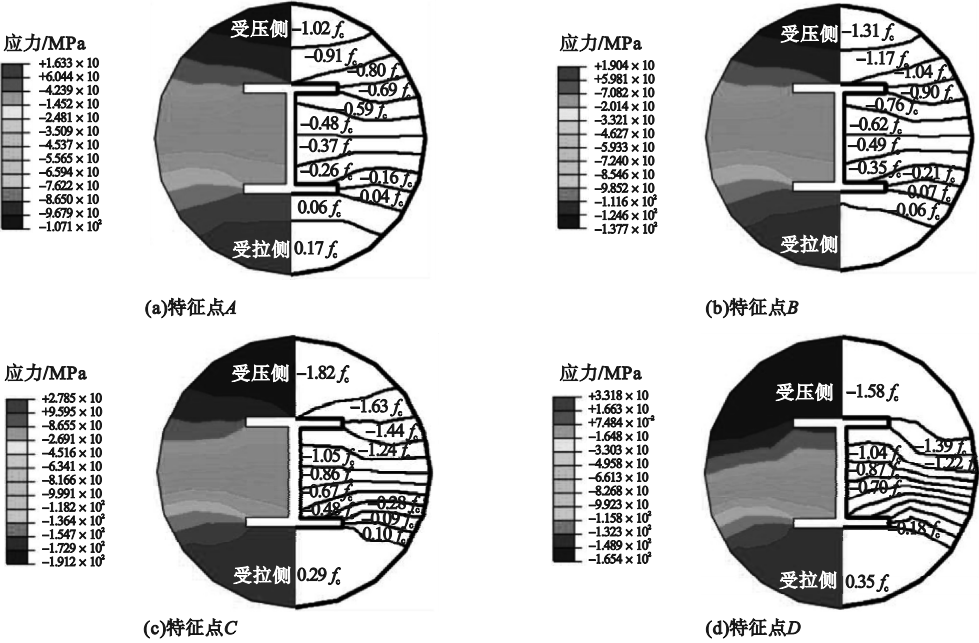 应力/MPa
+1.633 × 10
+6.044 × 10
−4.239 × 10
−1.452 × 10
−2.481 × 10
−3.509 × 10
−4.537 × 10
−5.565 × 10
−6.594 × 10
−7.622 × 10
−8.650 × 10
−9.679 × 10
−1.071 × 10²
受压侧
−1.02 fc
−0.91 fc
−0.80 fc
−0.69 fc
−0.59 fc
−0.48 fc
−0.37 fc
−0.26 fc
−0.16 fc
−0.04 fc
0.06 fc
受拉侧
0.17 fc
(a)特征点A
应力/MPa
+1.904 × 10
+5.981 × 10
−7.082 × 10
−2.014 × 10
−3.321 × 10
−4.627 × 10
−5.933 × 10
−7.240 × 10
−8.546 × 10
−9.852 × 10
−1.116 × 10²
−1.246 × 10²
−1.377 × 10²
受压侧
−1.31 fc
−1.17 fc
−1.04 fc
−0.90 fc
−0.76 fc
−0.62 fc
−0.49 fc
−0.35 fc
−0.21 fc
0.07 fc
−0.06 fc
受拉侧
(b)特征点B
应力/MPa
+2.785 × 10
+9.595 × 10
−8.655 × 10
−2.691 × 10
−4.516 × 10
−6.341 × 10
−8.166 × 10
−9.991 × 10
−1.182 × 10²
−1.364 × 10²
−1.547 × 10²
−1.729 × 10²
−1.912 × 10²
受压侧
−1.82 fc
−1.63 fc
−1.44 fc
−1.24 fc
−1.05 fc
−0.86 fc
−0.67 fc
−0.48 fc
−0.28 fc
−0.09 fc
0.10 fc
受拉侧
0.29 fc
(c)特征点C
应力/MPa
+3.318 × 10
+1.663 × 10
+7.484 × 10⁻²
−1.648 × 10
−3.303 × 10
−4.958 × 10
−6.613 × 10
−8.268 × 10
−9.923 × 10
−1.158 × 10²
−1.323 × 10²
−1.489 × 10²
−1.654 × 10²
受压侧
−1.58 fc
−1.39 fc
−1.22 f
−1.04 fc
0.87 fc
0.70 fc
−0.18 fc
受拉侧
0.35 fc
(d)特征点D